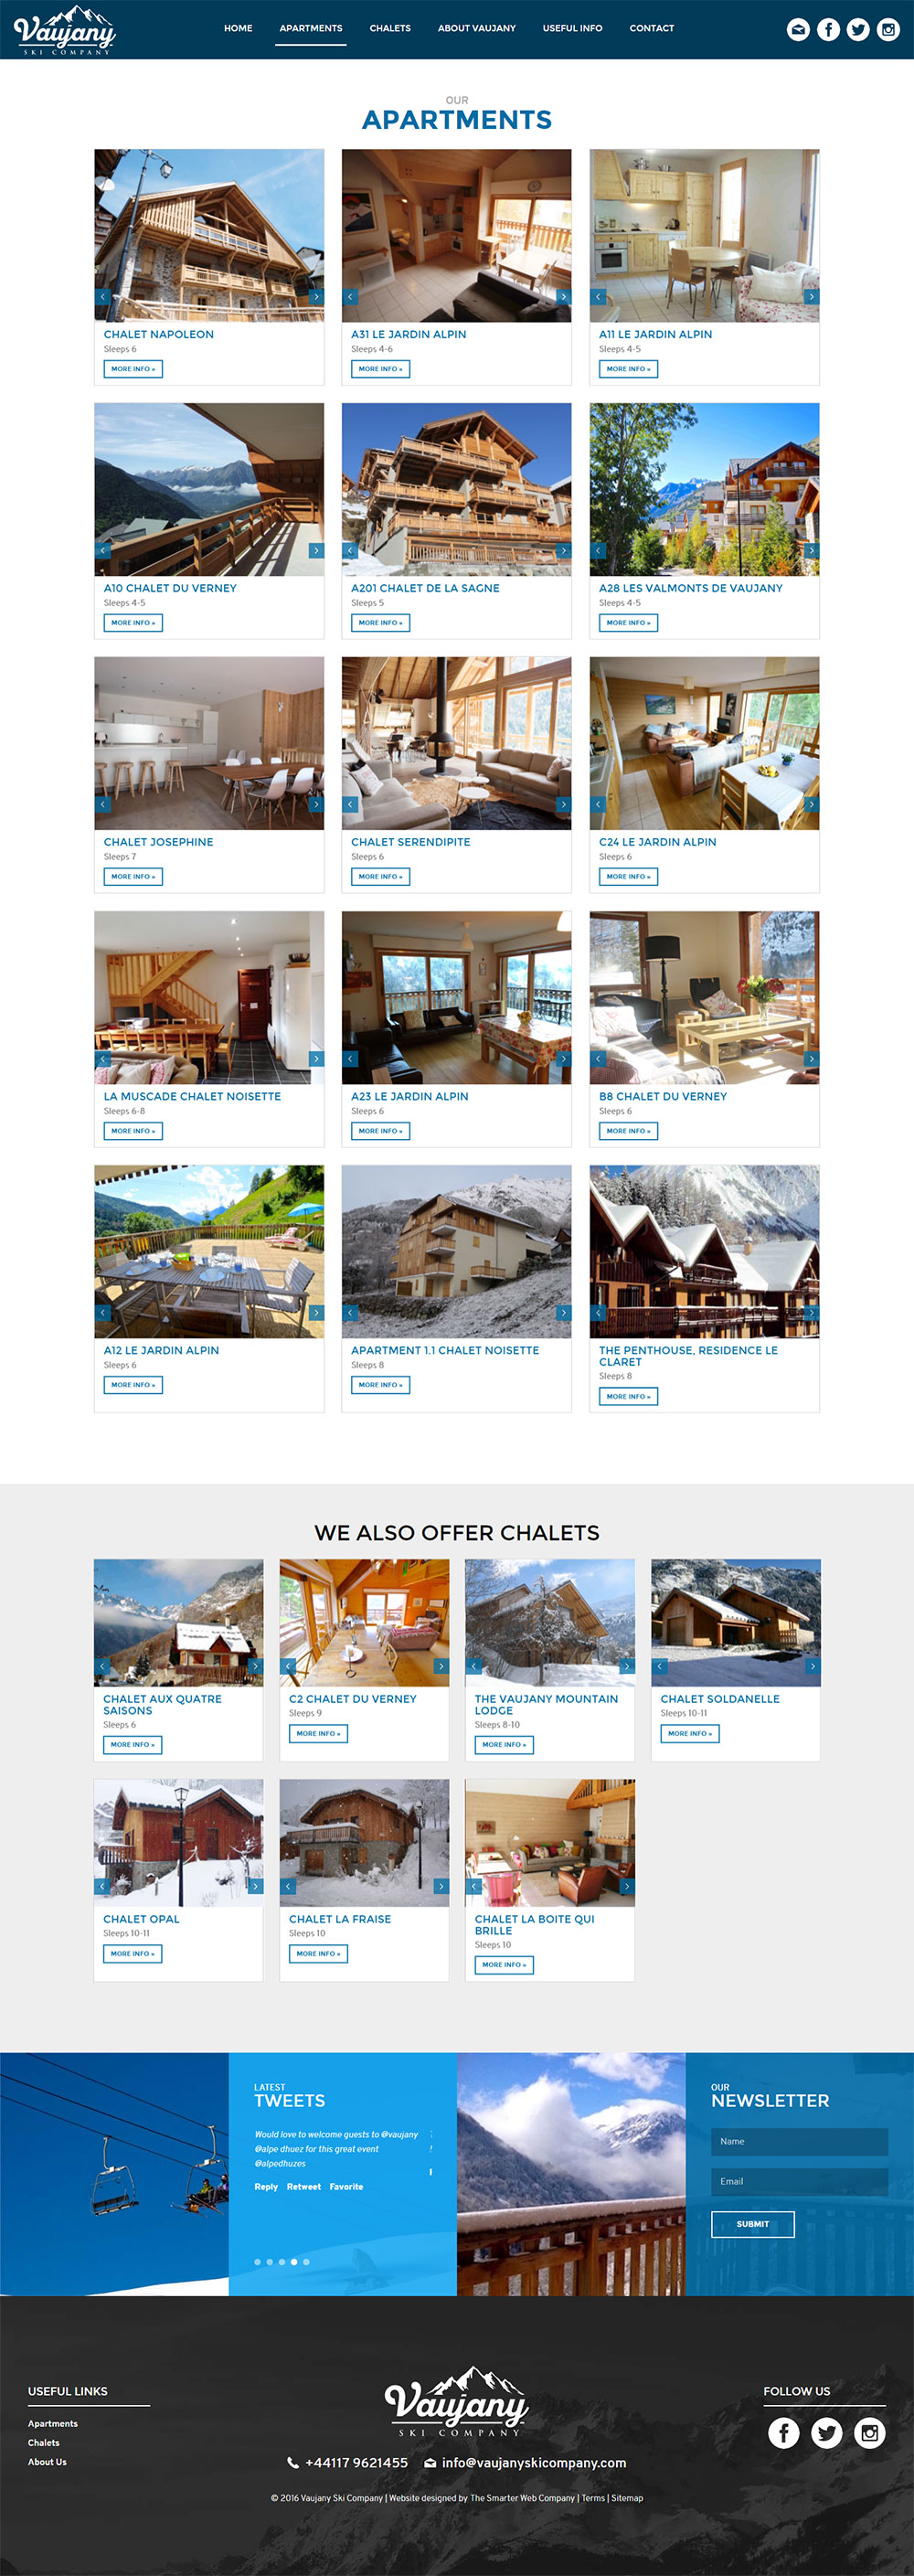 Vaujany
SKI COMPANY
HOME APARTMENTS CHALETS ABOUT VAUJANY USEFUL INFO CONTACT
OUR
APARTMENTS
CHALET NAPOLEON
Sleeps 6
MORE INFO »
A31 LE JARDIN ALPIN
Sleeps 4-6
MORE INFO »
A11 LE JARDIN ALPIN
Sleeps 4-5
MORE INFO »
A10 CHALET DU VERNEY
Sleeps 4-5
MORE INFO »
A201 CHALET DE LA SAGNE
Sleeps 5
MORE INFO »
A28 LES VALMONTS DE VAUJANY
Sleeps 4-5
MORE INFO »
CHALET JOSEPHINE
Sleeps 7
MORE INFO »
CHALET SERENDIPITE
Sleeps 6
MORE INFO »
C24 LE JARDIN ALPIN
Sleeps 6
MORE INFO »
LA MUSCADE CHALET NOISETTE
Sleeps 6-8
MORE INFO »
A23 LE JARDIN ALPIN
Sleeps 6
MORE INFO »
B8 CHALET DU VERNEY
Sleeps 6
MORE INFO »
A12 LE JARDIN ALPIN
Sleeps 6
MORE INFO »
APARTMENT 1.1 CHALET NOISETTE
Sleeps 8
MORE INFO »
THE PENTHOUSE, RESIDENCE LE
CLARET
Sleeps 8
MORE INFO »
WE ALSO OFFER CHALETS
CHALET AUX QUATRE
SAISONS
Sleeps 6
MORE INFO »
C2 CHALET DU VERNEY
Sleeps 9
MORE INFO »
THE VAUJANY MOUNTAIN
LODGE
Sleeps 8-10
MORE INFO »
CHALET SOLDANELLE
Sleeps 10-11
MORE INFO »
CHALET OPAL
Sleeps 10-11
MORE INFO »
CHALET LA FRAISE
Sleeps 10
MORE INFO »
CHALET LA BOITE QUI
BRILLE
Sleeps 10
MORE INFO »
LATEST
TWEETS
Would love to welcome guests to @vaujany
@alpe dhuez for this great event
@alpedhuzes
Reply Retweet Favorite
OUR
NEWSLETTER
Name
Email
SUBMIT
USEFUL LINKS
Apartments
Chalets
About Us
Vaujany
SKI COMPANY
+44117 9621455 info@vaujanyskicompany.com
© 2016 Vaujany Ski Company | Website designed by The Smarter Web Company | Terms | Sitemap
FOLLOW US